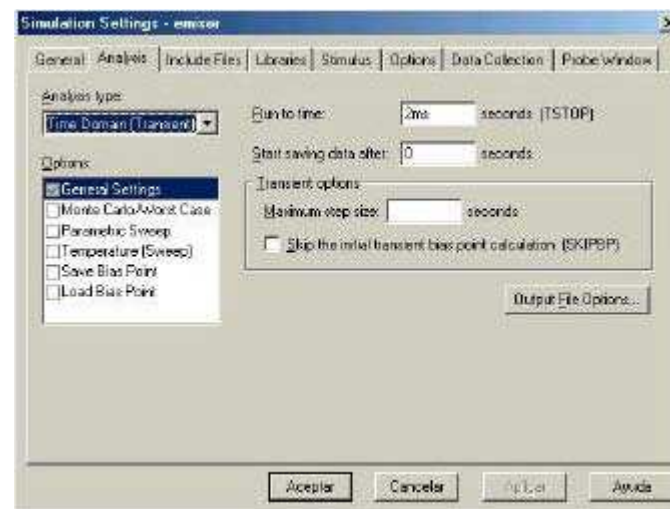 Simulation Settings - emisor
General Analysis Include Files Libraries Stimulus Options Data Collection Probe Window
Analysis type:
Time Domain (Transient)
Options:
General Settings
Monte Carlo/Worst Case
Parametric Sweep
Temperature (Sweep)
Save Bias Point
Load Bias Point
Run to time: 2ms seconds (TSTOP)
Start saving data after: 0 seconds
Transient options
Maximum step size: seconds
Skip the initial transient bias point calculation (SKIPBP)
Output File Options...
Aceptar Cancelar Aplicar Ayuda